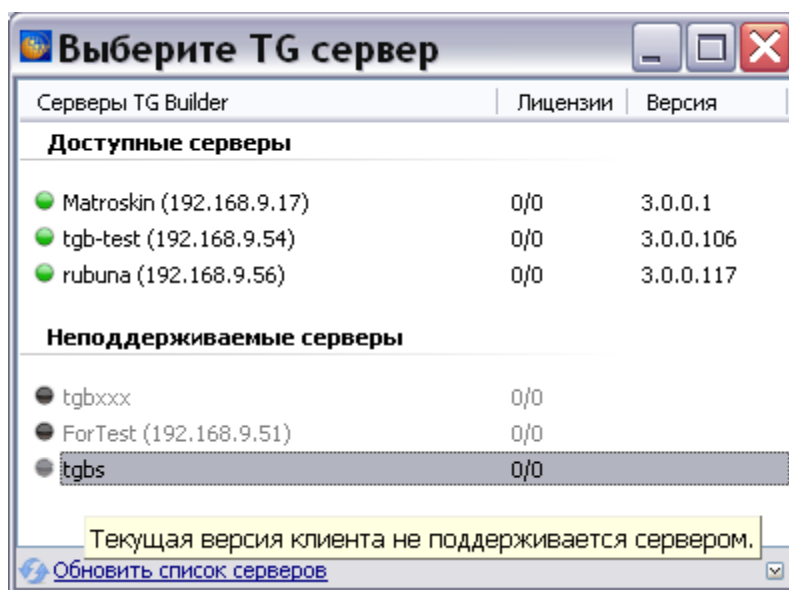 Выберите TG сервер
Серверы TG Builder Лицензии Версия
Доступные серверы
Matroskin (192.168.9.17) 0/0 3.0.0.1
tgb-test (192.168.9.54) 0/0 3.0.0.106
rubuna (192.168.9.56) 0/0 3.0.0.117
Неподдерживаемые серверы
tgbxxx 0/0
ForTest (192.168.9.51) 0/0
tgbs 0/0
Текущая версия клиента не поддерживается сервером.
Обновить список серверов